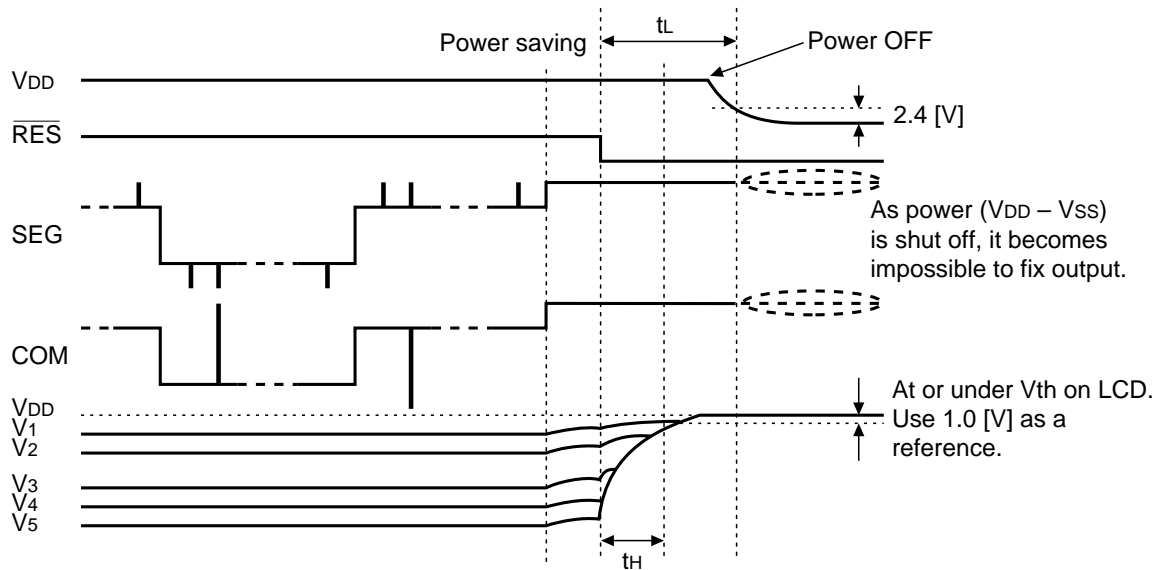 tL
Power saving
Power OFF
VDD
2.4 [V]
RES
SEG
As power (VDD – VSS)
is shut off, it becomes
impossible to fix output.
COM
VDD
V1
V2
V3
V4
V5
At or under Vth on LCD.
Use 1.0 [V] as a
reference.
tH